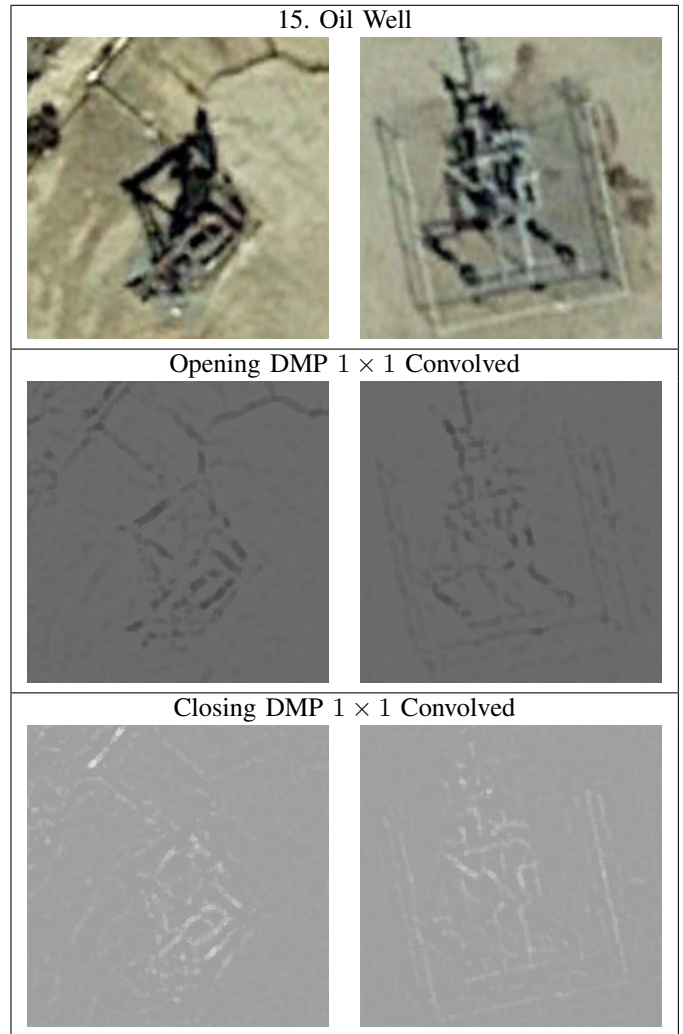 15. Oil Well
Opening DMP 1 × 1 Convolved
Closing DMP 1 × 1 Convolved